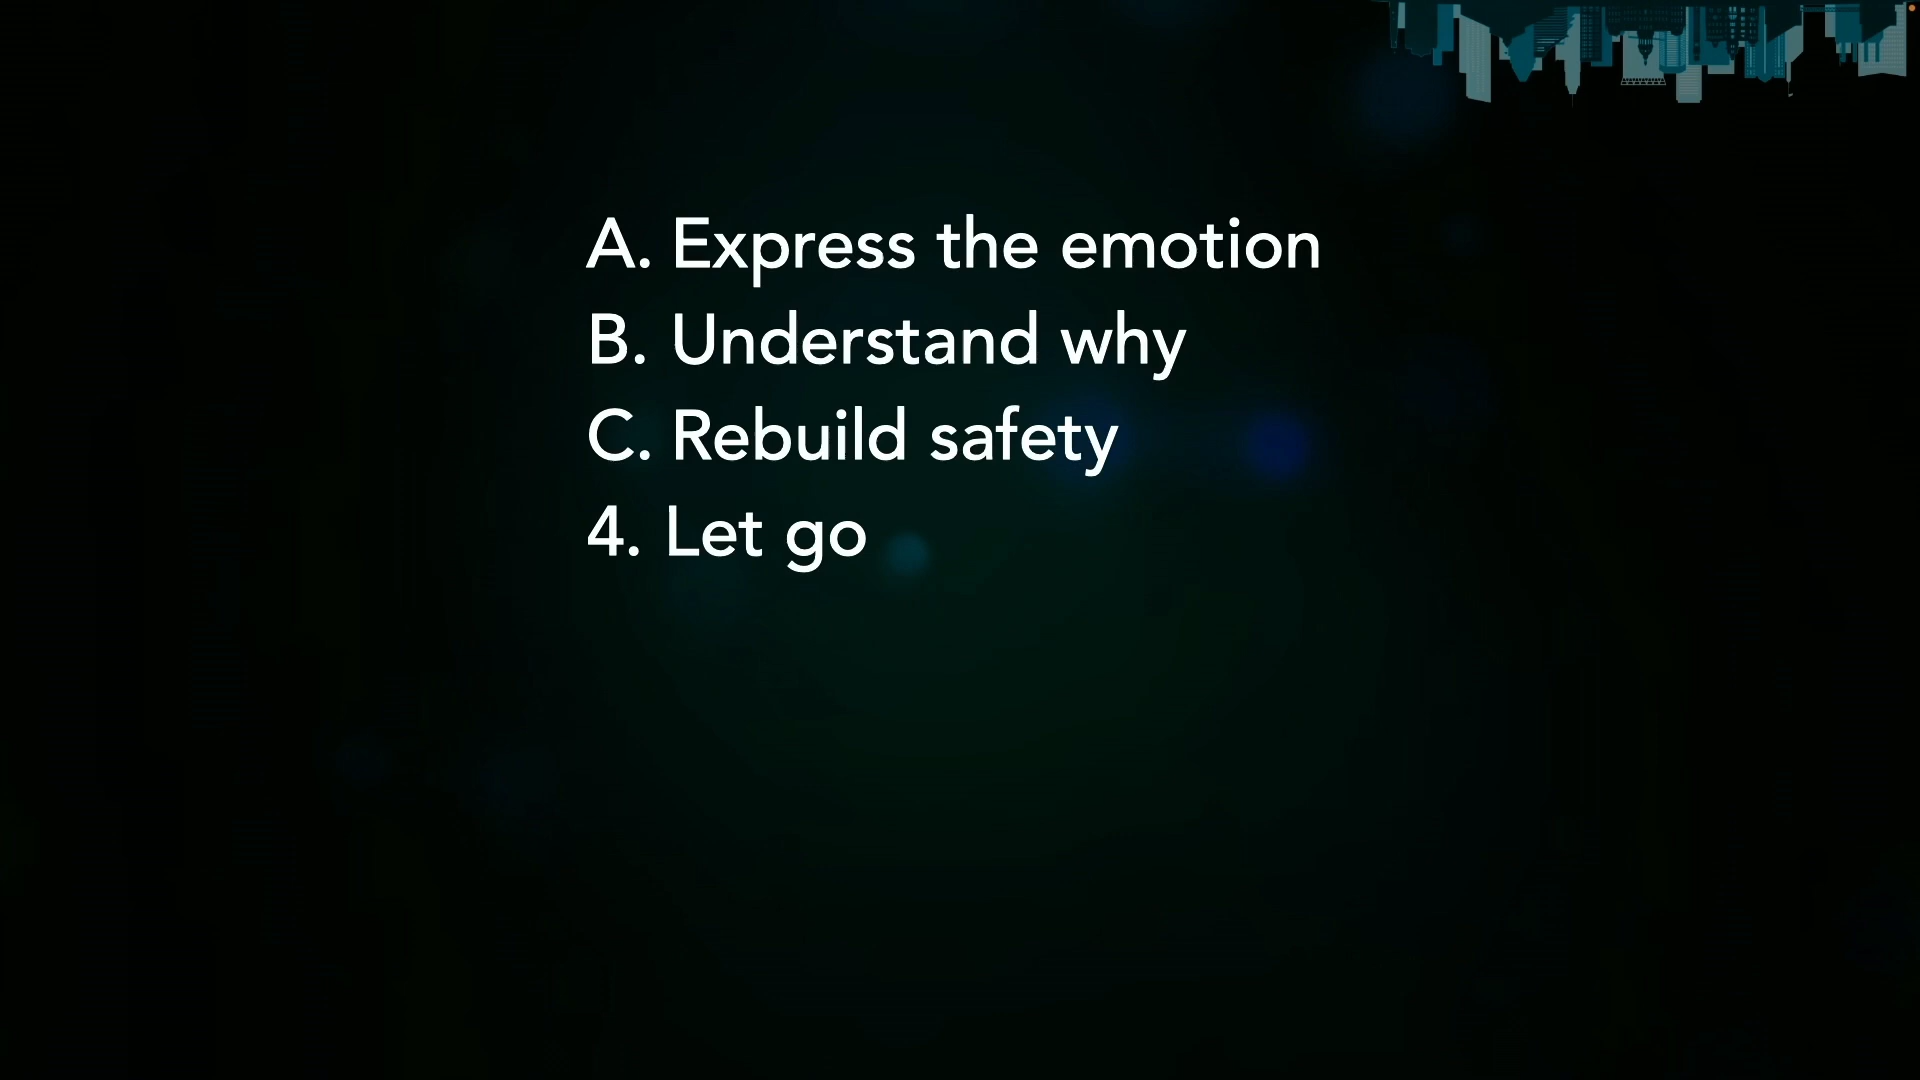 A. Express the emotion
B. Understand why
C. Rebuild safety
4. Let go